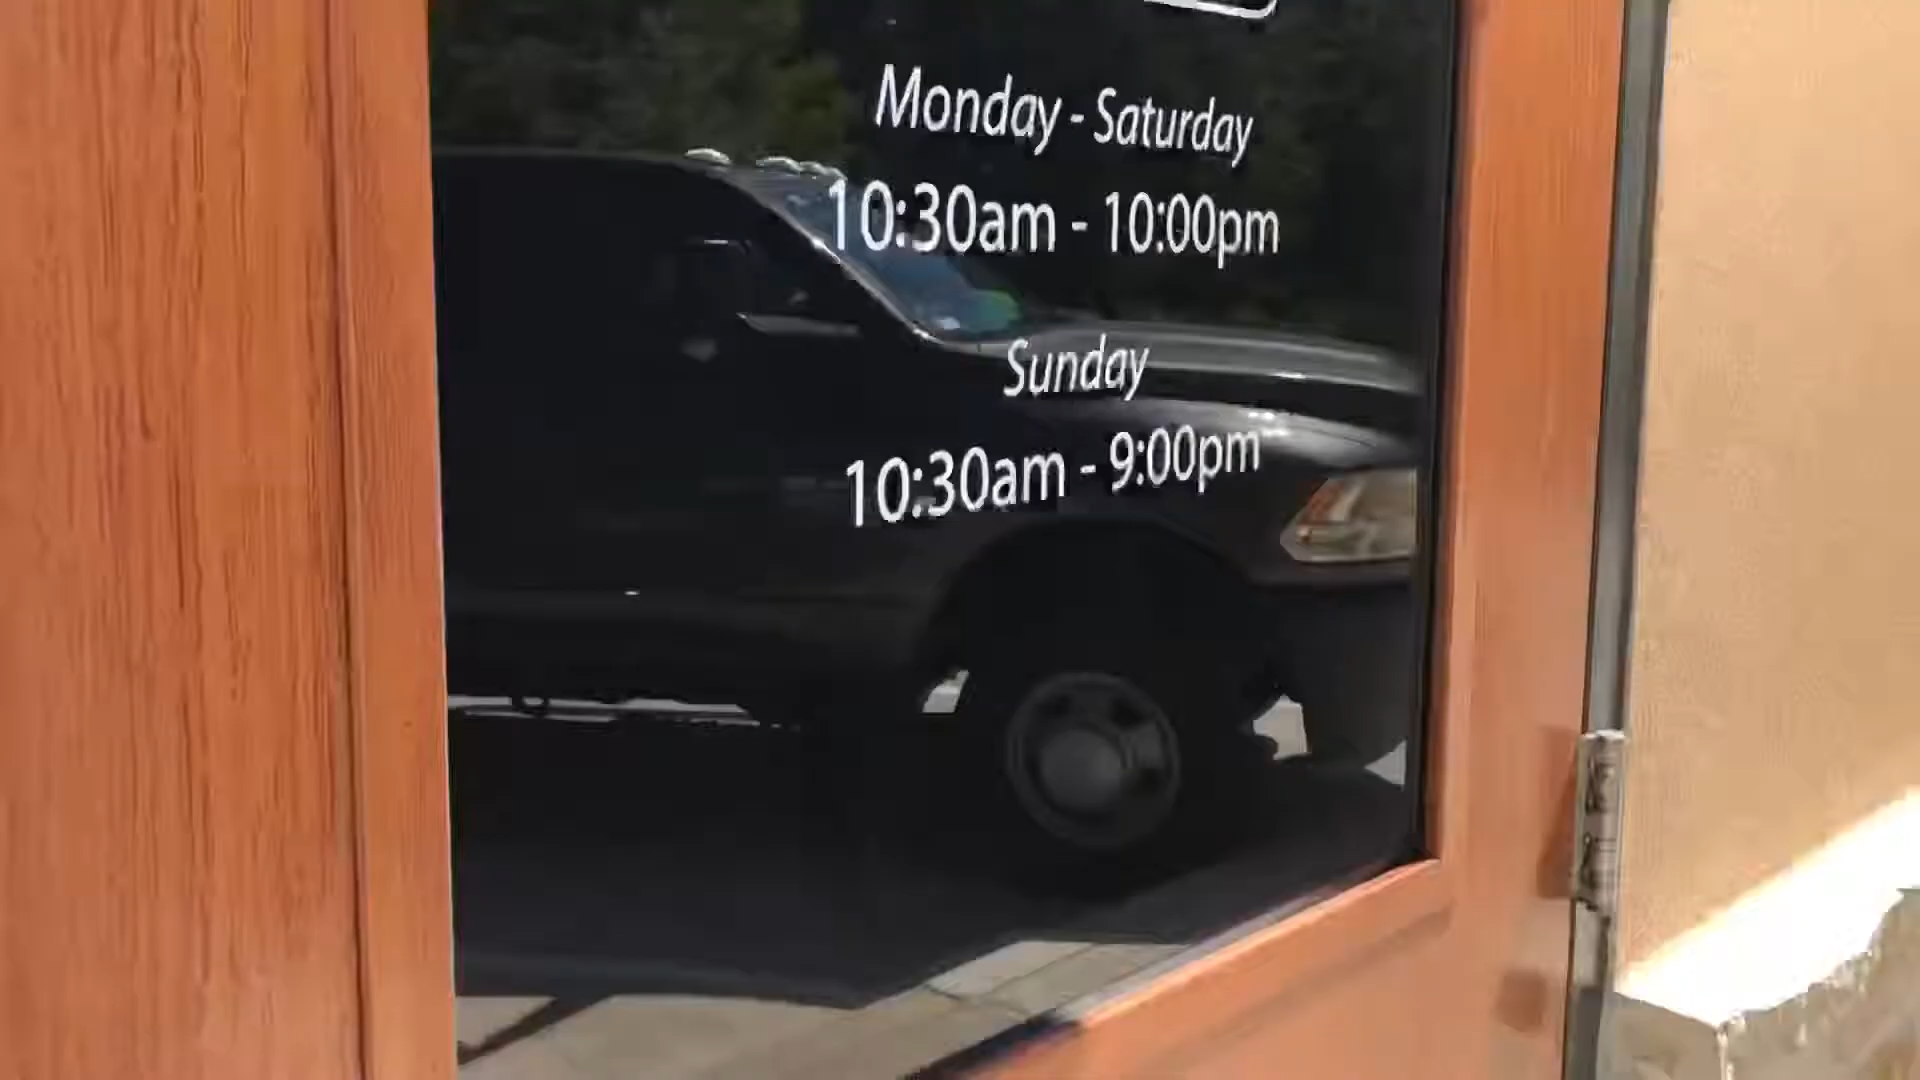 Monday - Saturday
10:30am - 10:00pm
Sunday
10:30am - 9:00pm